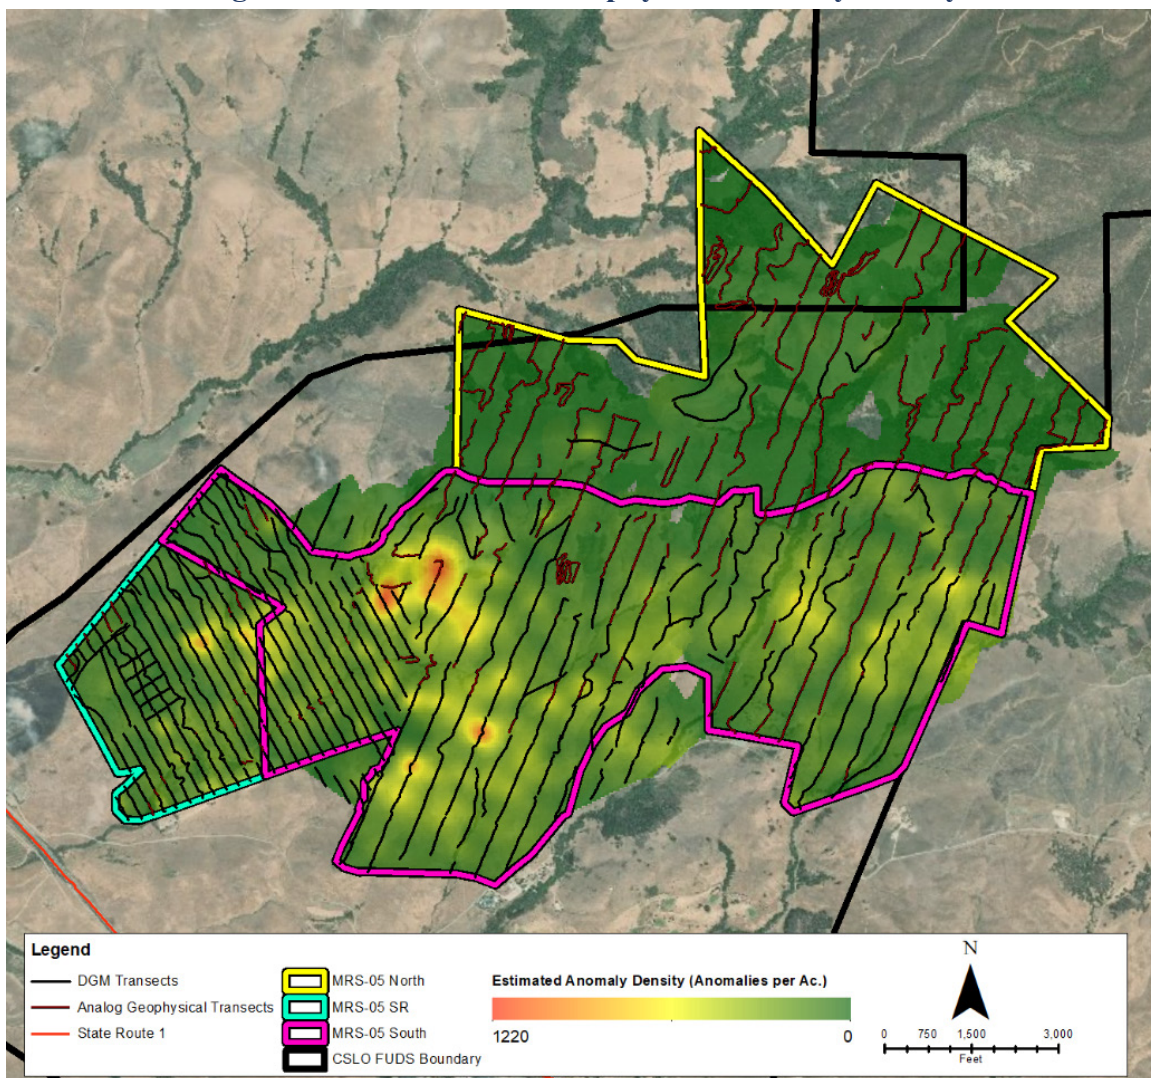 Legend
DGM Transects
Analog Geophysical Transects
State Route 1
MRS-05 North
MRS-05 SR
MRS-05 South
CSLO FUDS Boundary
Estimated Anomaly Density (Anomalies per Ac.)
1220 0
N
0 750 1,500 3,000
Feet